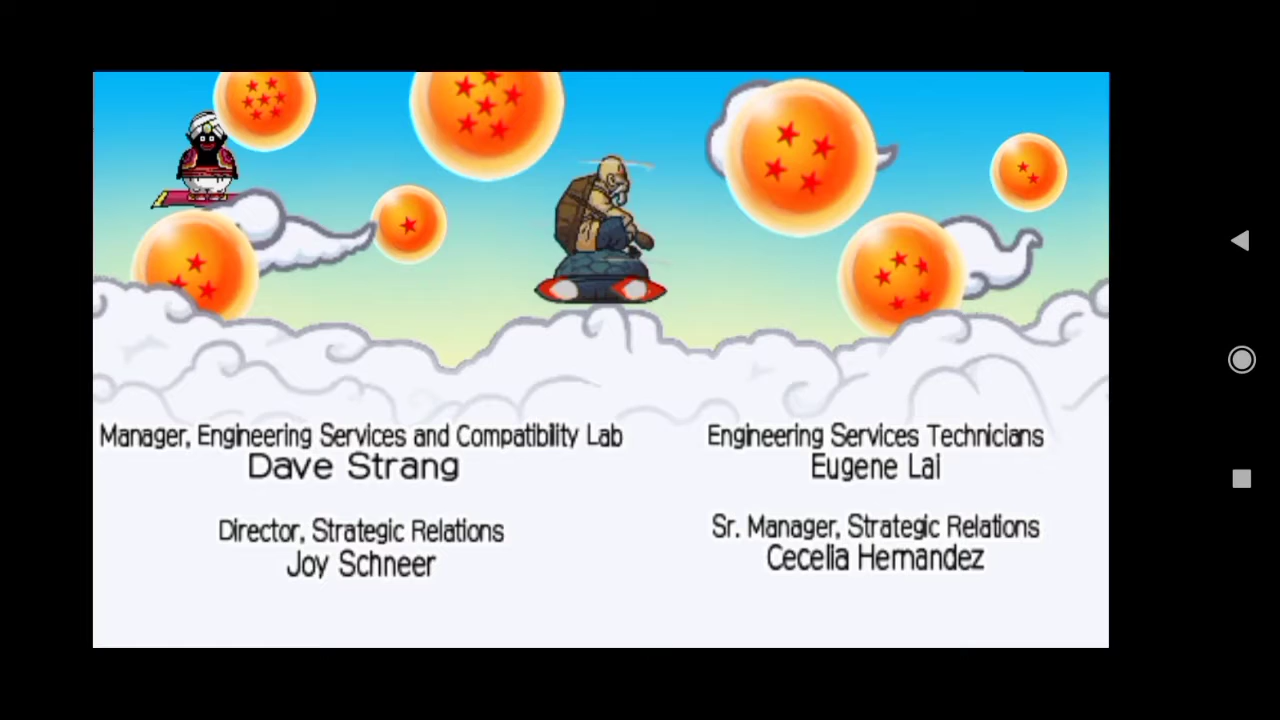 Manager, Engineering Services and Compatibility Lab
Dave Strang
Director, Strategic Relations
Joy Schneer
Engineering Services Technicians
Eugene Lai
Sr. Manager, Strategic Relations
Cecelia Hernandez